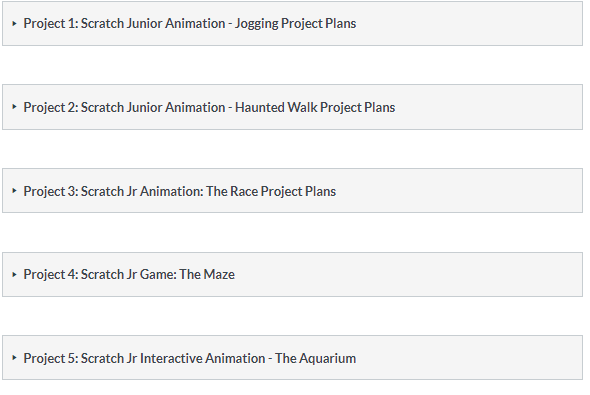 Project 1: Scratch Junior Animation - Jogging Project Plans
Project 2: Scratch Junior Animation - Haunted Walk Project Plans
Project 3: Scratch Jr Animation: The Race Project Plans
Project 4: Scratch Jr Game: The Maze
Project 5: Scratch Jr Interactive Animation - The Aquarium